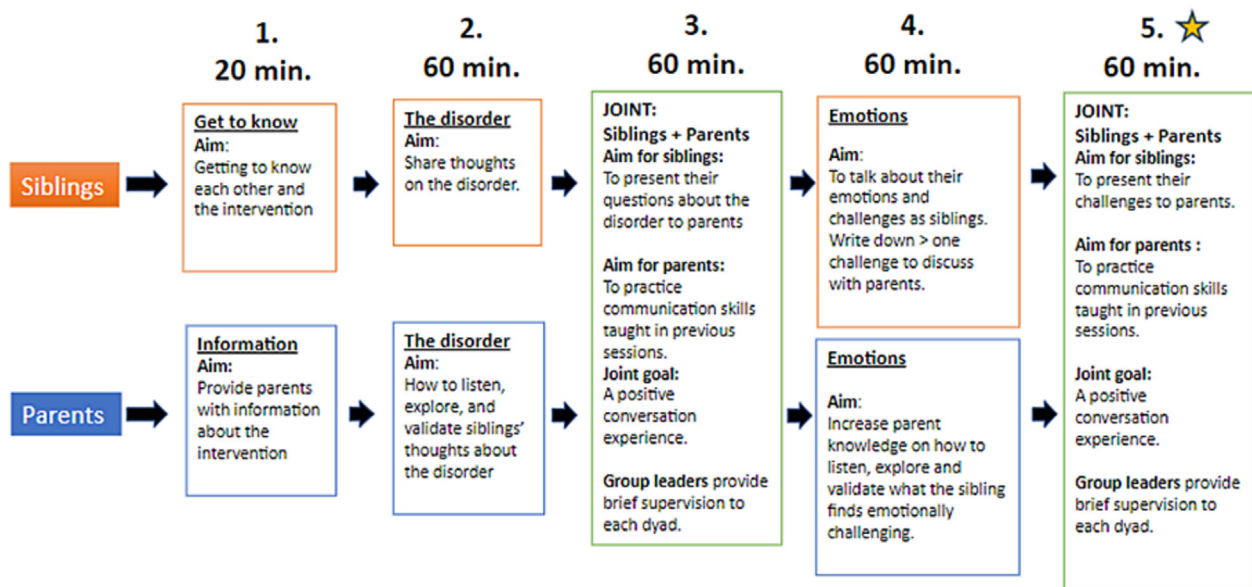 1.
20 min.
2.
60 min.
3.
60 min.
4.
60 min.
5.
60 min.
Siblings
Get to know
Aim:
Getting to know
each other and
the intervention
The disorder
Aim:
Share thoughts
on the disorder.
JOINT:
Siblings + Parents
Aim for siblings:
To present their
questions about the
disorder to parents
Aim for parents:
To practice
communication skills
taught in previous
sessions.
Joint goal:
A positive
conversation
experience.
Group leaders provide
brief supervision to
each dyad.
Emotions
Aim:
To talk about their
emotions and
challenges as siblings.
Write down > one
challenge to discuss
with parents.
JOINT:
Siblings + Parents
Aim for siblings:
To present their
challenges to parents.
Aim for parents :
To practice
communication skills
taught in previous
sessions.
Joint goal:
A positive
conversation
experience.
Group leaders provide
brief supervision to
each dyad.
Parents
Information
Aim:
Provide parents
with information
about the
intervention
The disorder
Aim:
How to listen,
explore, and
validate siblings'
thoughts about
the disorder
Emotions
Aim:
Increase parent
knowledge on how to
listen, explore and
validate what the sibling
finds emotionally
challenging.